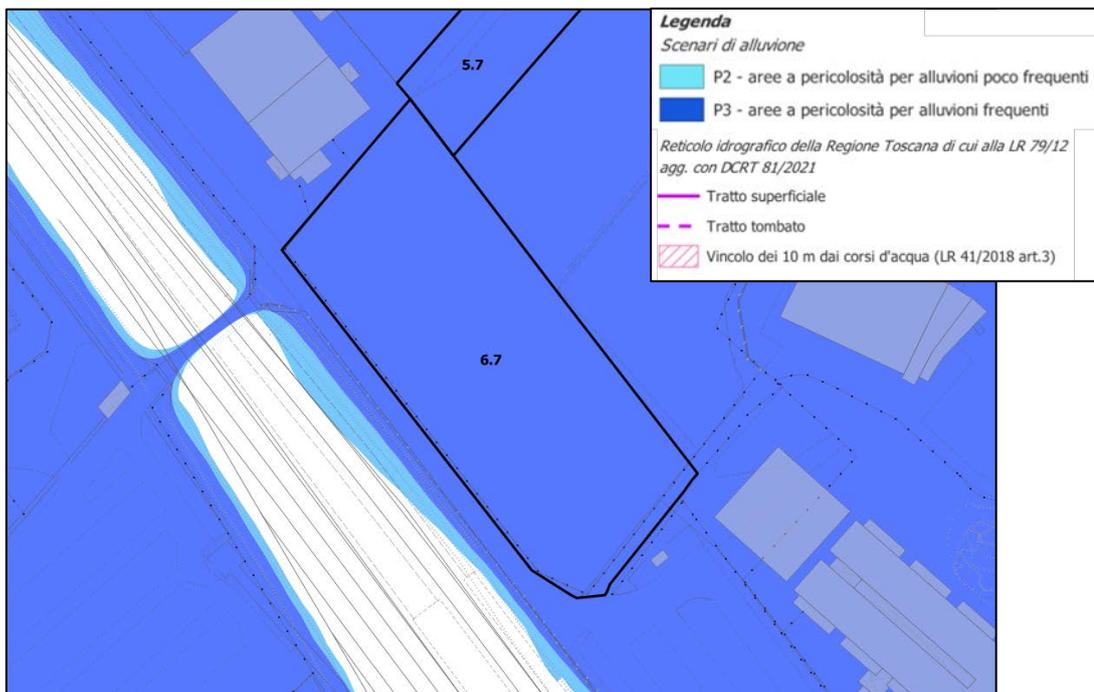 Legenda
Scenari di alluvione
P2 - aree a pericolosità per alluvioni poco frequenti
P3 - aree a pericolosità per alluvioni frequenti
Reticolo idrografico della Regione Toscana di cui alla LR 79/12
agg. con DCRT 81/2021
Tratto superficiale
Tratto tombato
Vincolo dei 10 m dai corsi d'acqua (LR 41/2018 art.3)
5.7
6.7